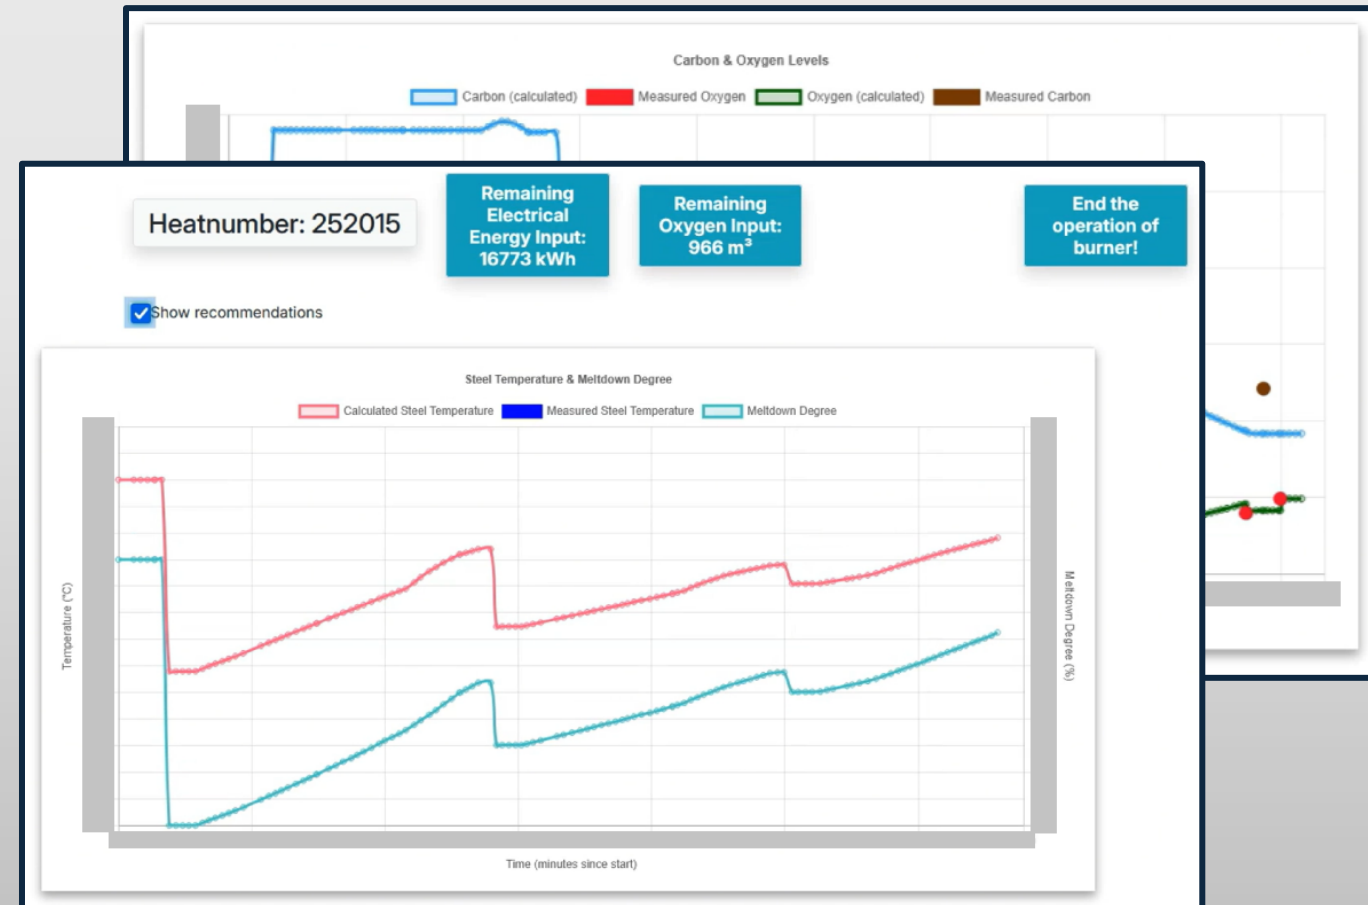 Carbon & Oxygen Levels
Carbon (calculated) Measured Oxygen Oxygen (calculated) Measured Carbon
Heatnumber: 252015
Remaining
Electrical
Energy Input:
16773 kWh
Remaining
Oxygen Input:
966 m³
End the
operation of
burner!
Show recommendations
Steel Temperature & Meltdown Degree
Calculated Steel Temperature Measured Steel Temperature Meltdown Degree
Temperature (°C)
Meltdown Degree (%)
Time (minutes since start)